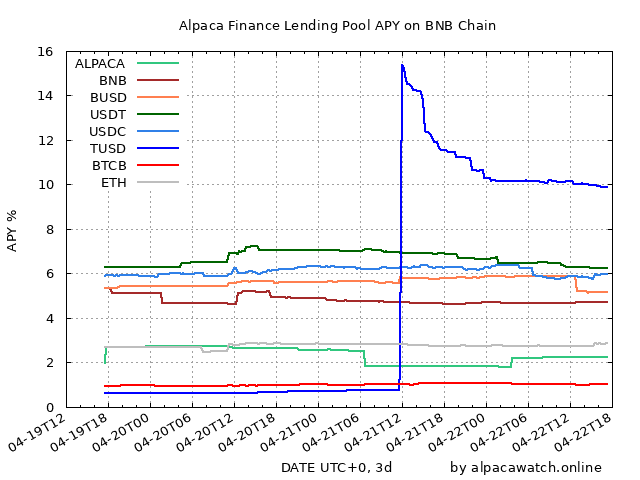 Alpaca Finance Lending Pool APY on BNB Chain
APY %
16
14
12
10
8
6
4
2
0
ALPACA
BNB
BUSD
USDT
USDC
TUSD
BTCB
ETH
04-19T12
04-19T18
04-20T00
04-20T06
04-20T12
04-20T18
04-21T00
04-21T06
04-21T12
04-21T18
04-22T00
04-22T06
04-22T12
04-22T18
DATE UTC+0, 3d
by alpacawatch.online